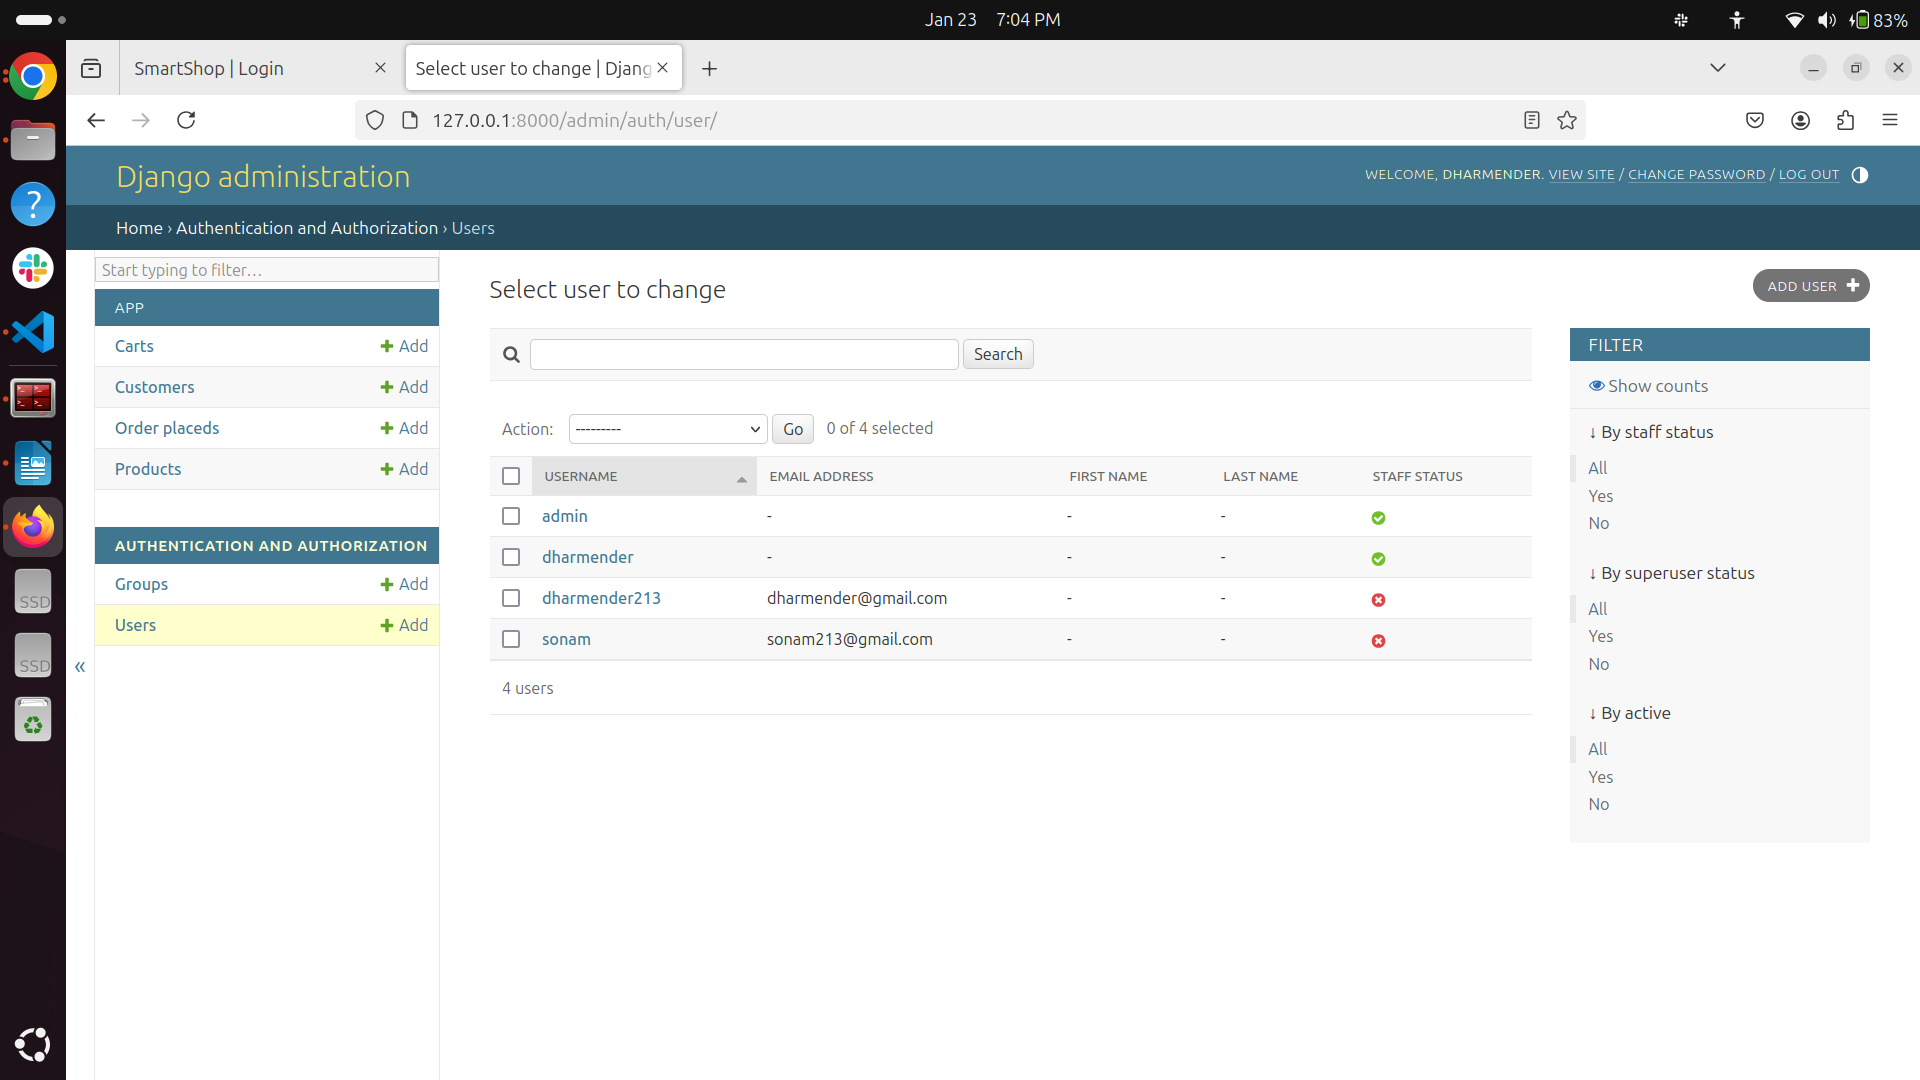 Jan 23 7:04 PM
83%
SmartShop | Login
Select user to change | Djang
127.0.0.1:8000/admin/auth/user/
Django administration
WELCOME, DHARMENDER. VIEW SITE / CHANGE PASSWORD / LOG OUT
Home › Authentication and Authorization › Users
Start typing to filter…
APP
Carts Add
Customers Add
Order placeds Add
Products Add
AUTHENTICATION AND AUTHORIZATION
Groups Add
Users Add
«
Select user to change
ADD USER
Search
Action: --------- Go 0 of 4 selected
USERNAME EMAIL ADDRESS FIRST NAME LAST NAME STAFF STATUS
admin - - -
dharmender - - -
dharmender213 dharmender@gmail.com - -
sonam sonam213@gmail.com - -
4 users
FILTER
Show counts
↓ By staff status
All
Yes
No
↓ By superuser status
All
Yes
No
↓ By active
All
Yes
No
SSD
SSD